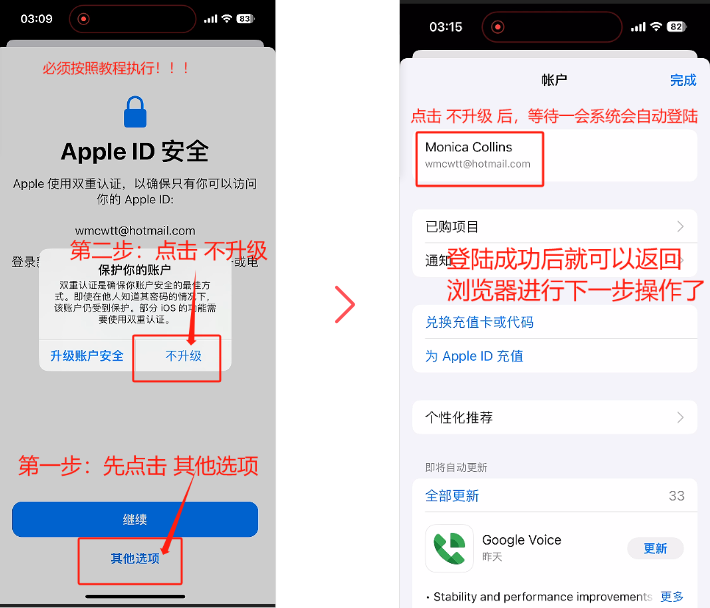 03:09
83
必须按照教程执行！！！
Apple ID 安全
Apple 使用双重认证，以确保只有你可以访问
你的 Apple ID:
wmcwtt@hotmail.com
第二步：点击 不升级
保护你的账户
双重认证是确保你账户安全的最佳方
式。即使在他人知道其密码的情况下，
该账户仍受到保护。部分 iOS 的功能需
要使用双重认证。
升级账户安全
不升级
第一步：先点击 其他选项
继续
其他选项
03:15
82
帐户
完成
点击 不升级 后，等待一会系统会自动登陆
Monica Collins
wmcwtt@hotmail.com
已购项目
通知
登陆成功后就可以返回
浏览器进行下一步操作了
兑换充值卡或代码
为 Apple ID 充值
个性化推荐
即将自动更新
全部更新
33
Google Voice
昨天
更新
• Stability and performance improvements
更多